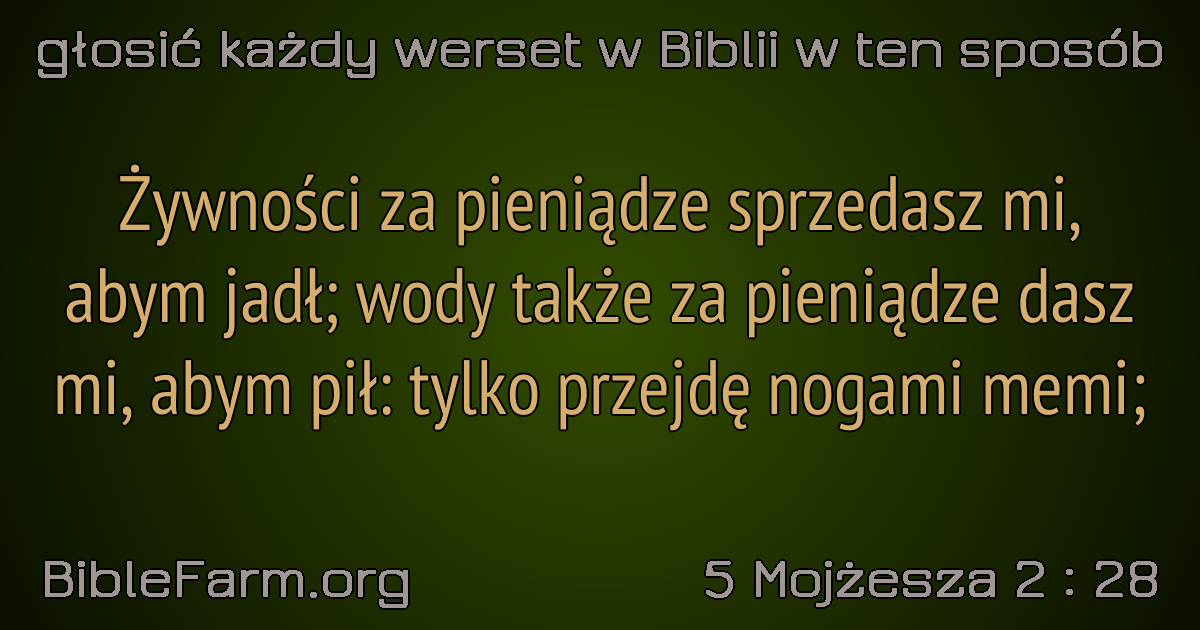 głosić każdy werset w Biblii w ten sposób
Żywności za pieniądze sprzedasz mi,
abym jadł; wody także za pieniądze dasz
mi, abym pił: tylko przejdę nogami memi;
BibleFarm.org
5 Mojżesza 2 : 28